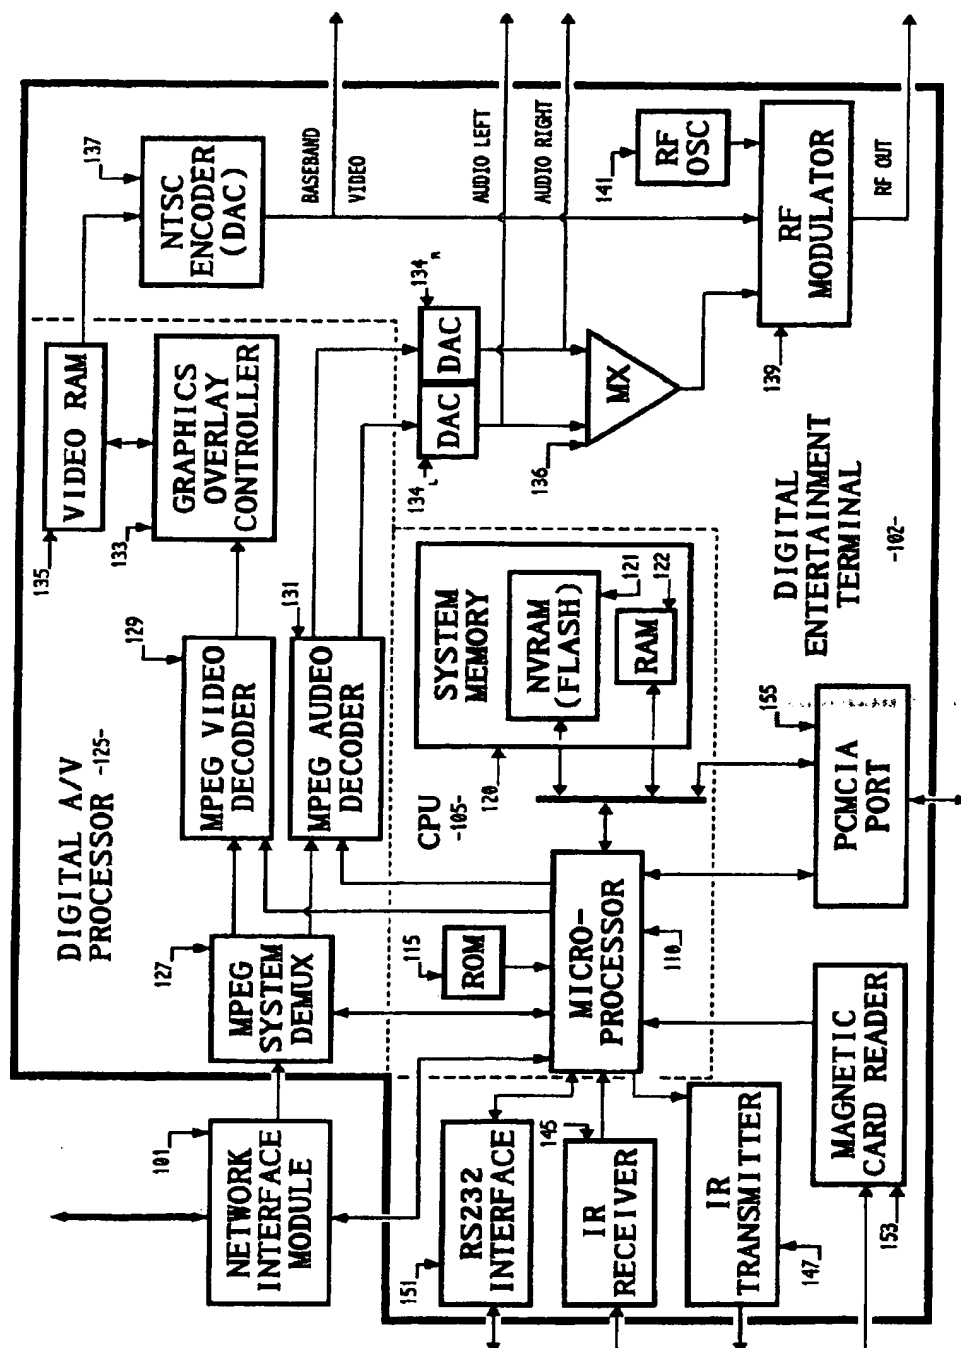 DIGITAL A/V
PROCESSOR -125-
135
VIDEO RAM
137
NTSC
ENCODER
(DAC)
133
GRAPHICS
OVERLAY
CONTROLLER
BASEBAND
VIDEO
101
NETWORK
INTERFACE
MODULE
127
MPEG
SYSTEM
DEMUX
129
MPEG VIDEO
DECODER
131
MPEG AUDEO
DECODER
134L
DAC
134R
DAC
AUDIO LEFT
AUDIO RIGHT
136
MX
141
RF
OSC
139
RF
MODULATOR
RF OUT
CPU
-105-
115
ROM
110
MICRO-
PROCESSOR
120
SYSTEM
MEMORY
NVRAM
(FLASH)
121
RAM
122
151
RS232
INTERFACE
145
IR
RECEIVER
147
IR
TRANSMITTER
153
MAGNETIC
CARD READER
155
PCMCIA
PORT
DIGITAL
ENTERTAINMENT
TERMINAL
-102-